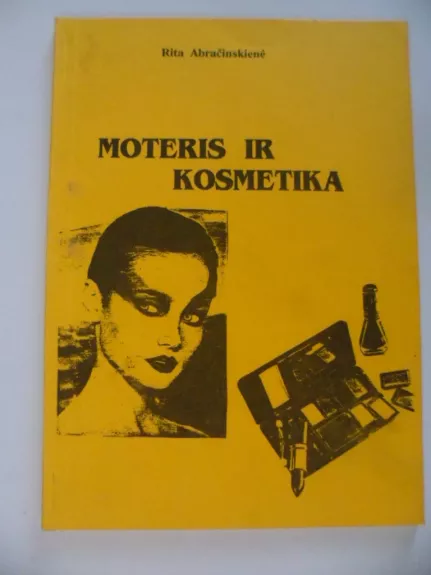 Rita Abračinskienė
MOTERIS IR
KOSMETIKA